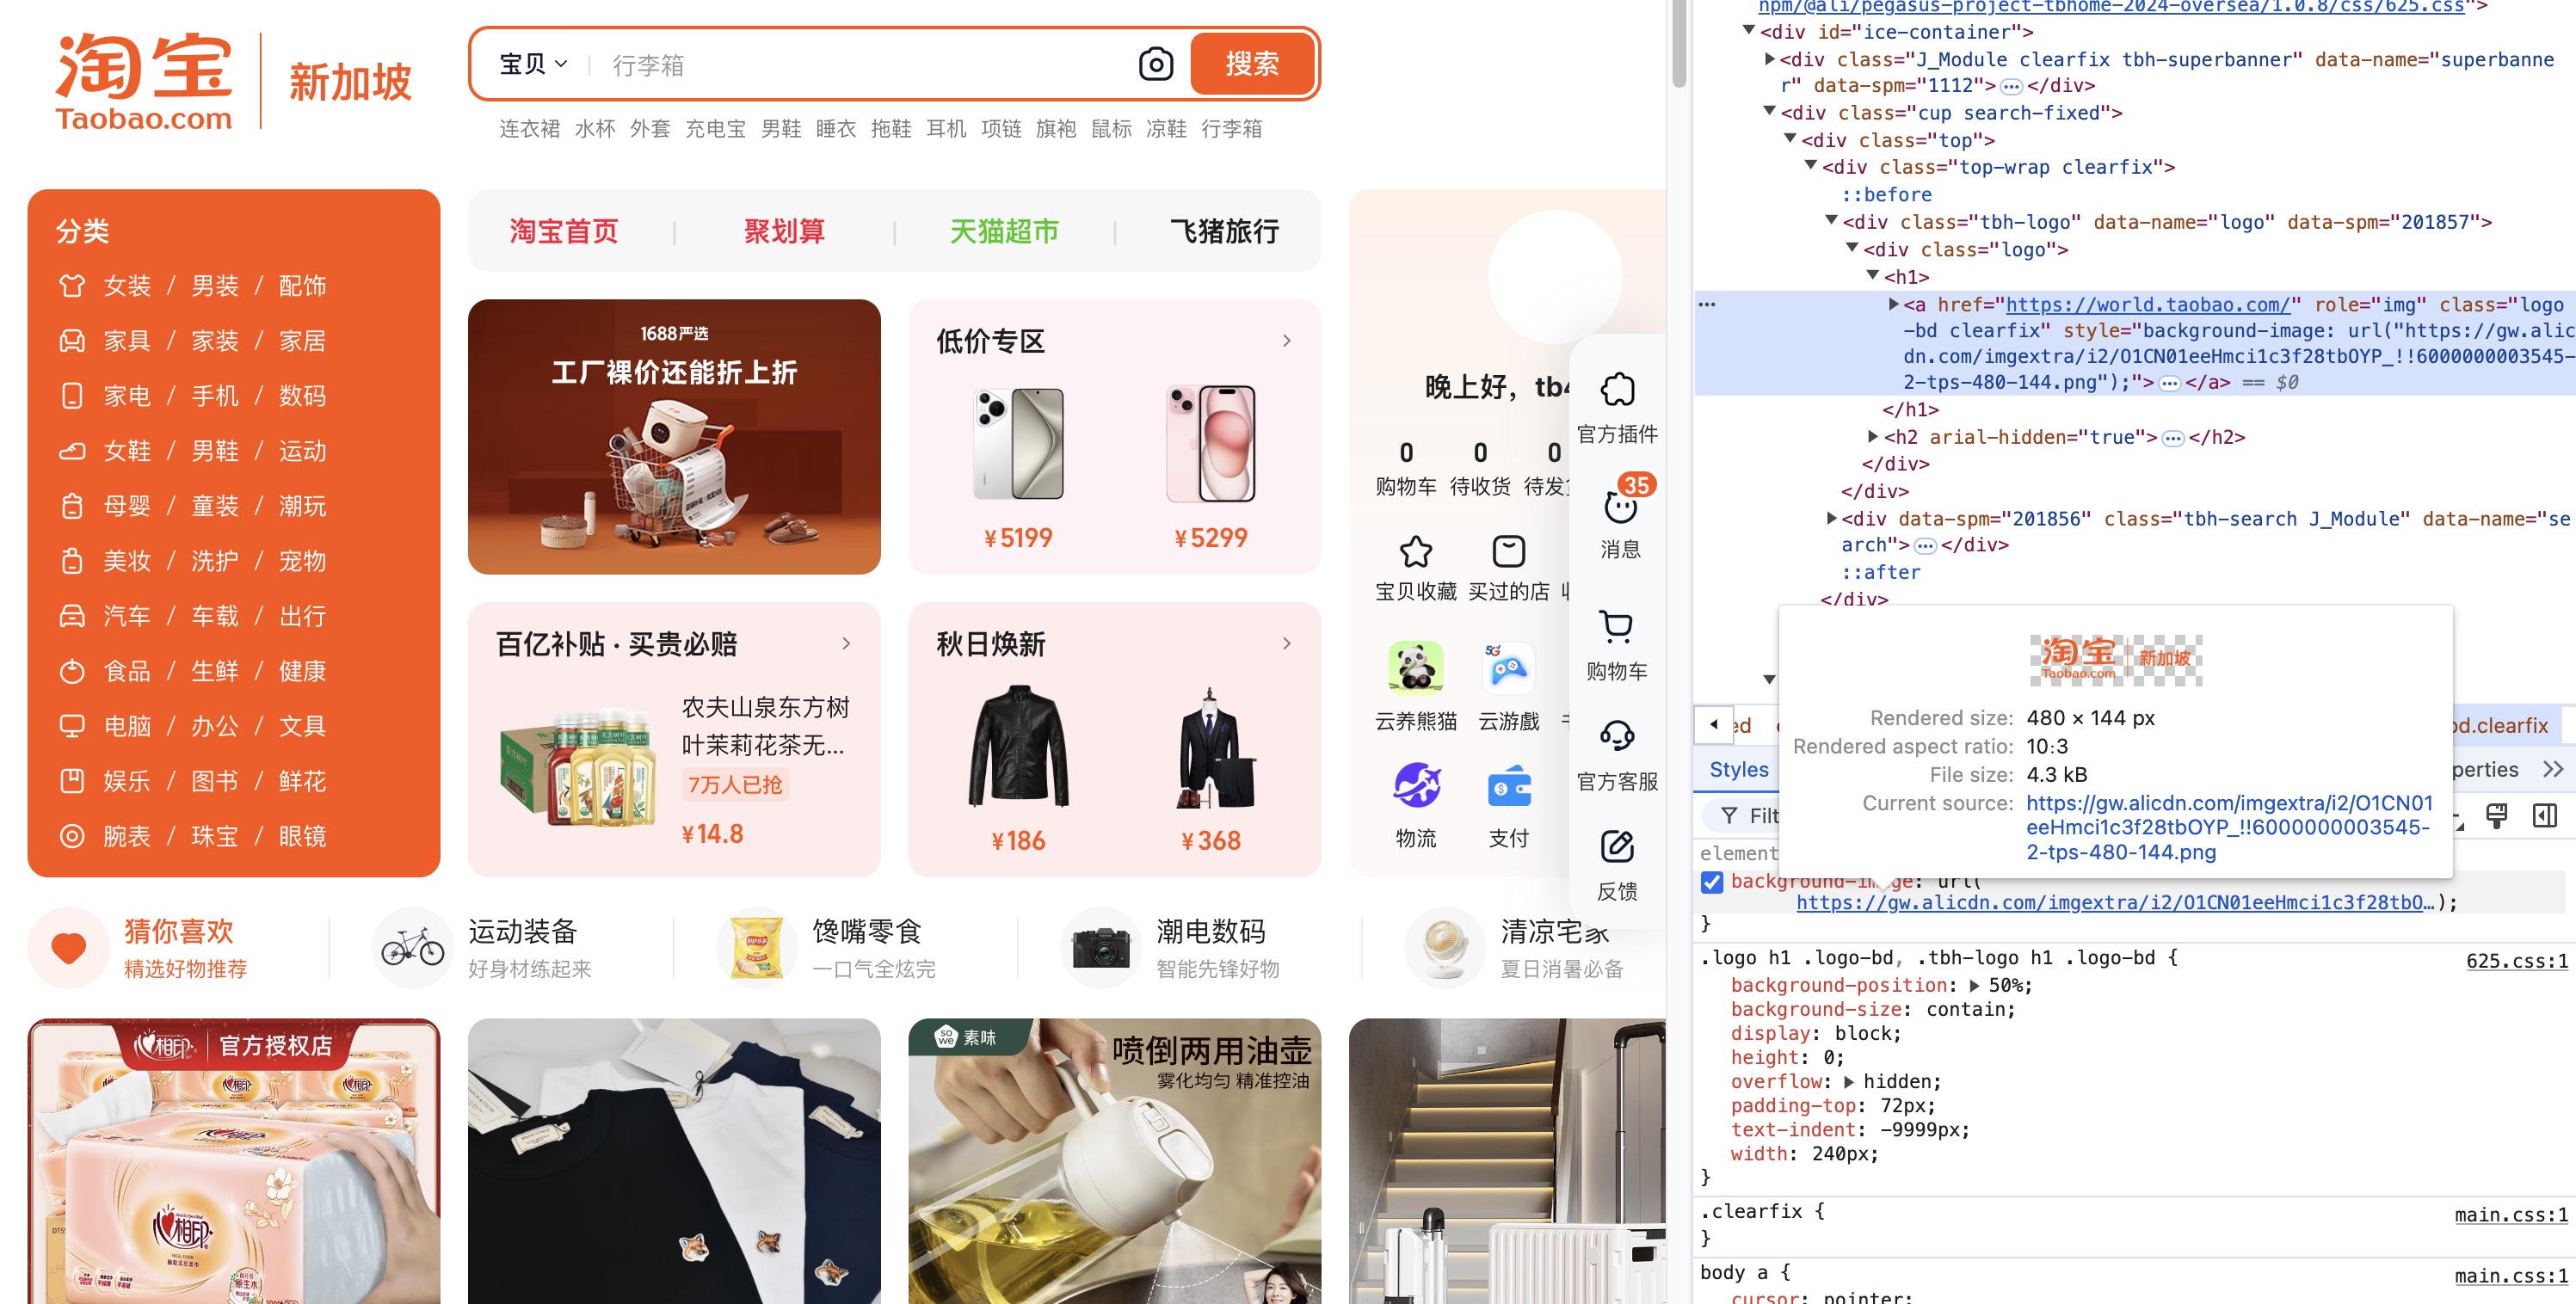 淘宝
Taobao.com
新加坡
宝贝
行李箱
搜索
连衣裙 水杯 外套 充电宝 男鞋 睡衣 拖鞋 耳机 项链 旗袍 鼠标 凉鞋 行李箱
分类
女装 / 男装 / 配饰
家具 / 家装 / 家居
家电 / 手机 / 数码
女鞋 / 男鞋 / 运动
母婴 / 童装 / 潮玩
美妆 / 洗护 / 宠物
汽车 / 车载 / 出行
食品 / 生鲜 / 健康
电脑 / 办公 / 文具
娱乐 / 图书 / 鲜花
腕表 / 珠宝 / 眼镜
淘宝首页
聚划算
天猫超市
飞猪旅行
1688严选
工厂裸价还能折上折
低价专区
¥5199
¥5299
百亿补贴 · 买贵必赔
农夫山泉东方树
叶茉莉花茶无...
7万人已抢
¥14.8
秋日焕新
¥186
¥368
晚上好，tb4
0 0 0
购物车 待收货 待发
宝贝收藏 买过的店
5G
云养熊猫 云游戲
物流 支付
官方插件
35
消息
购物车
官方客服
反馈
猜你喜欢
精选好物推荐
运动装备
好身材练起来
馋嘴零食
一口气全炫完
潮电数码
智能先锋好物
清凉宅家
夏日消暑必备
心相印
官方授权店
心相印
so we 素味
喷倒两用油壶
雾化均匀 精准控油
npm/@ali/pegasus-project-tbhome-2024-oversea/1.0.8/css/625.css">
<div id="ice-container">
<div class="J_Module clearfix tbh-superbanner" data-name="superbanne
r" data-spm="1112"> … </div>
<div class="cup search-fixed">
<div class="top">
<div class="top-wrap clearfix">
::before
<div class="tbh-logo" data-name="logo" data-spm="201857">
<div class="logo">
<h1>
<a href="https://world.taobao.com/" role="img" class="logo
-bd clearfix" style="background-image: url("https://gw.alic
dn.com/imgextra/i2/O1CN01eeHmci1c3f28tbOYP_!!6000000003545-
2-tps-480-144.png");"> … </a> == $0
</h1>
<h2 arial-hidden="true"> … </h2>
</div>
</div>
<div data-spm="201856" class="tbh-search J_Module" data-name="se
arch"> … </div>
::after
</div>
淘宝
Taobao.com
新加坡
Rendered size: 480 × 144 px
Rendered aspect ratio: 10:3
File size: 4.3 kB
Current source: https://gw.alicdn.com/imgextra/i2/O1CN01
eeHmci1c3f28tbOYP_!!6000000003545-
2-tps-480-144.png
ed
bd.clearfix
Styles
perties
Filt
element
background-image: url(
https://gw.alicdn.com/imgextra/i2/O1CN01eeHmci1c3f28tbO…);
}
.logo h1 .logo-bd, .tbh-logo h1 .logo-bd {
625.css:1
background-position: 50%;
background-size: contain;
display: block;
height: 0;
overflow: hidden;
padding-top: 72px;
text-indent: -9999px;
width: 240px;
}
.clearfix {
main.css:1
}
body a {
main.css:1
cursor: pointer;